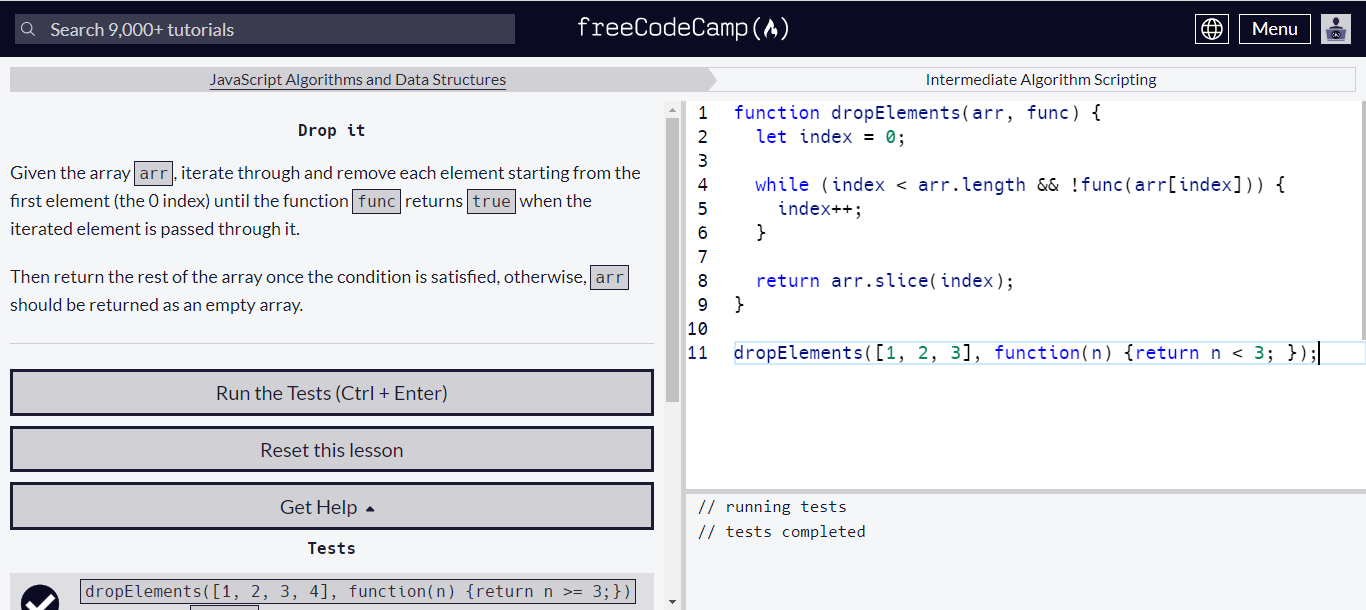 Search 9,000+ tutorials
freeCodeCamp
Menu
JavaScript Algorithms and Data Structures
Intermediate Algorithm Scripting
Drop it
Given the array arr, iterate through and remove each element starting from the
first element (the 0 index) until the function func returns true when the
iterated element is passed through it.
Then return the rest of the array once the condition is satisfied, otherwise, arr
should be returned as an empty array.
Run the Tests (Ctrl + Enter)
Reset this lesson
Get Help
Tests
dropElements([1, 2, 3, 4], function(n) {return n >= 3;})
1 function dropElements(arr, func) {
2   let index = 0;
3
4   while (index < arr.length && !func(arr[index])) {
5     index++;
6   }
7
8   return arr.slice(index);
9 }
10
11 dropElements([1, 2, 3], function(n) {return n < 3; });
// running tests
// tests completed